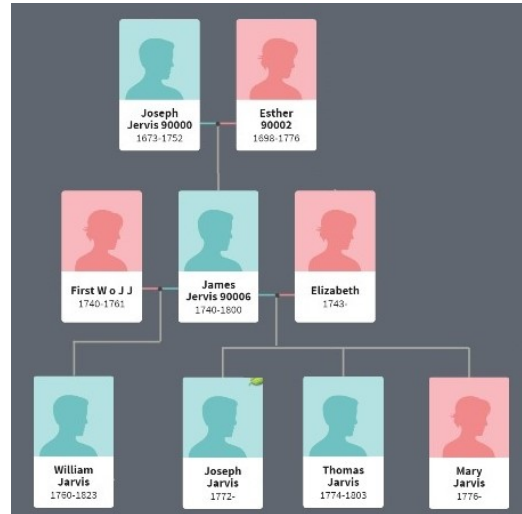 Joseph
Jervis 90000
1673-1752
Esther
90002
1698-1776
First W o J J
1740-1761
James
Jervis 90006
1740-1800
Elizabeth
1743-
William
Jarvis
1760-1823
Joseph
Jarvis
1772-
Thomas
Jarvis
1774-1803
Mary
Jarvis
1776-